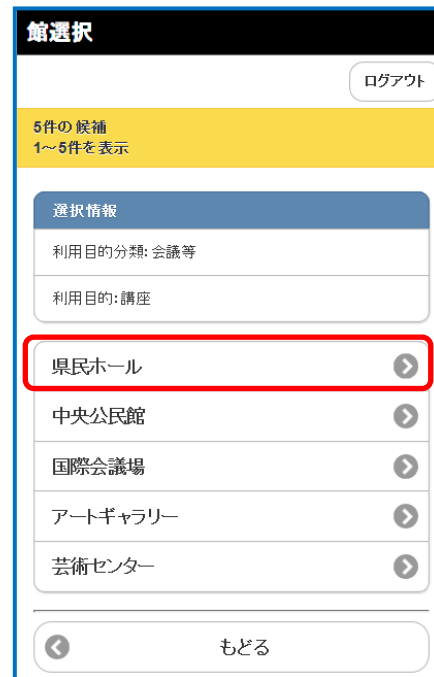 館選択
ログアウト
5件の候補
1～5件を表示
選択情報
利用目的分類:会議等
利用目的:講座
県民ホール
中央公民館
国際会議場
アートギャラリー
芸術センター
もどる